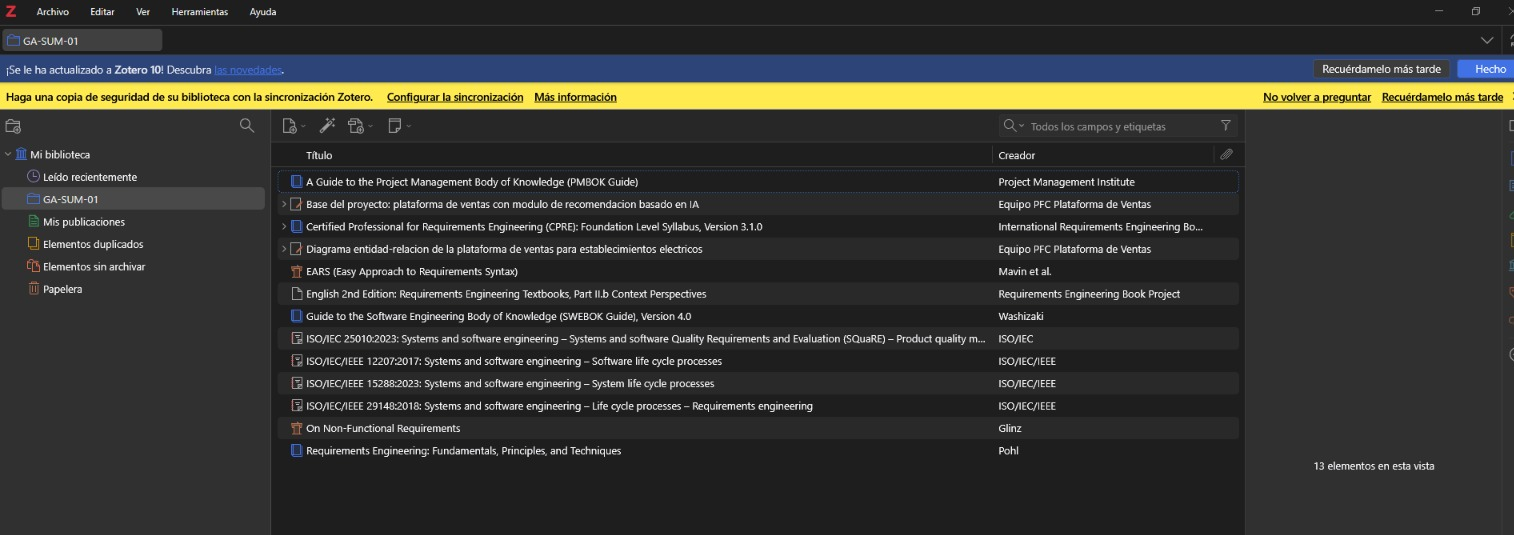 Z Archivo Editar Ver Herramientas Ayuda
GA-SUM-01
¡Se le ha actualizado a Zotero 10! Descubra las novedades. Recuérdamelo más tarde Hecho
Haga una copia de seguridad de su biblioteca con la sincronización Zotero. Configurar la sincronización Más información No volver a preguntar Recuérdamelo más tarde
Todos los campos y etiquetas
Mi biblioteca
Leído recientemente
GA-SUM-01
Mis publicaciones
Elementos duplicados
Elementos sin archivar
Papelera
Título Creador
A Guide to the Project Management Body of Knowledge (PMBOK Guide) Project Management Institute
Base del proyecto: plataforma de ventas con modulo de recomendacion basado en IA Equipo PFC Plataforma de Ventas
Certified Professional for Requirements Engineering (CPRE): Foundation Level Syllabus, Version 3.1.0 International Requirements Engineering Bo...
Diagrama entidad-relacion de la plataforma de ventas para establecimientos electricos Equipo PFC Plataforma de Ventas
EARS (Easy Approach to Requirements Syntax) Mavin et al.
English 2nd Edition: Requirements Engineering Textbooks, Part II.b Context Perspectives Requirements Engineering Book Project
Guide to the Software Engineering Body of Knowledge (SWEBOK Guide), Version 4.0 Washizaki
ISO/IEC 25010:2023: Systems and software engineering – Systems and software Quality Requirements and Evaluation (SQuaRE) – Product quality m... ISO/IEC
ISO/IEC/IEEE 12207:2017: Systems and software engineering – Software life cycle processes ISO/IEC/IEEE
ISO/IEC/IEEE 15288:2023: Systems and software engineering – System life cycle processes ISO/IEC/IEEE
ISO/IEC/IEEE 29148:2018: Systems and software engineering – Life cycle processes – Requirements engineering ISO/IEC/IEEE
On Non-Functional Requirements Glinz
Requirements Engineering: Fundamentals, Principles, and Techniques Pohl
13 elementos en esta vista